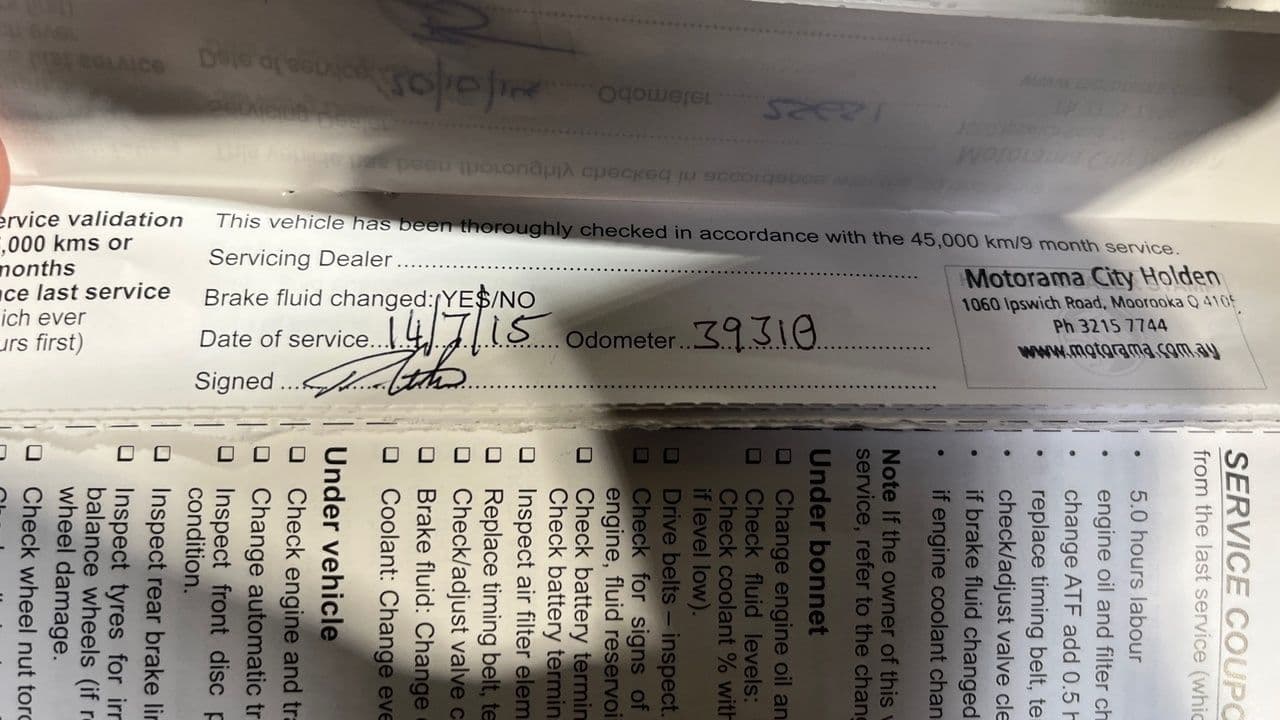 Date of service
Odometer
ervice validation
,000 kms or
months
ce last service
ich ever
urs first)
This vehicle has been thoroughly checked in accordance with the 45,000 km/9 month service.
Servicing Dealer
Brake fluid changed: YES/NO
Date of service 14/7/15 Odometer 39310
Signed
Motorama City Holden
1060 Ipswich Road, Moorooka Q 4105
Ph 3215 7744
www.motorama.com.au
SERVICE COUPO
from the last service (whic
• 5.0 hours labour
• engine oil and filter ch
• change ATF add 0.5 h
• replace timing belt, te
• check/adjust valve cle
• if brake fluid changed
• if engine coolant chan
Note If the owner of this v
service, refer to the chan
Under bonnet
☐ Change engine oil an
☐ Check fluid levels:
Check coolant % with
if level low).
☐ Drive belts – inspect.
☐ Check for signs of
engine, fluid reservoi
☐ Check battery termin
Check battery termin
☐ Inspect air filter elem
☐ Replace timing belt, te
☐ Check/adjust valve c
☐ Brake fluid: Change
☐ Coolant: Change eve
Under vehicle
☐ Check engine and tra
☐ Change automatic tr
☐ Inspect front disc p
condition.
☐ Inspect rear brake lin
☐ Inspect tyres for irr
balance wheels (if r
wheel damage.
☐ Check wheel nut torq